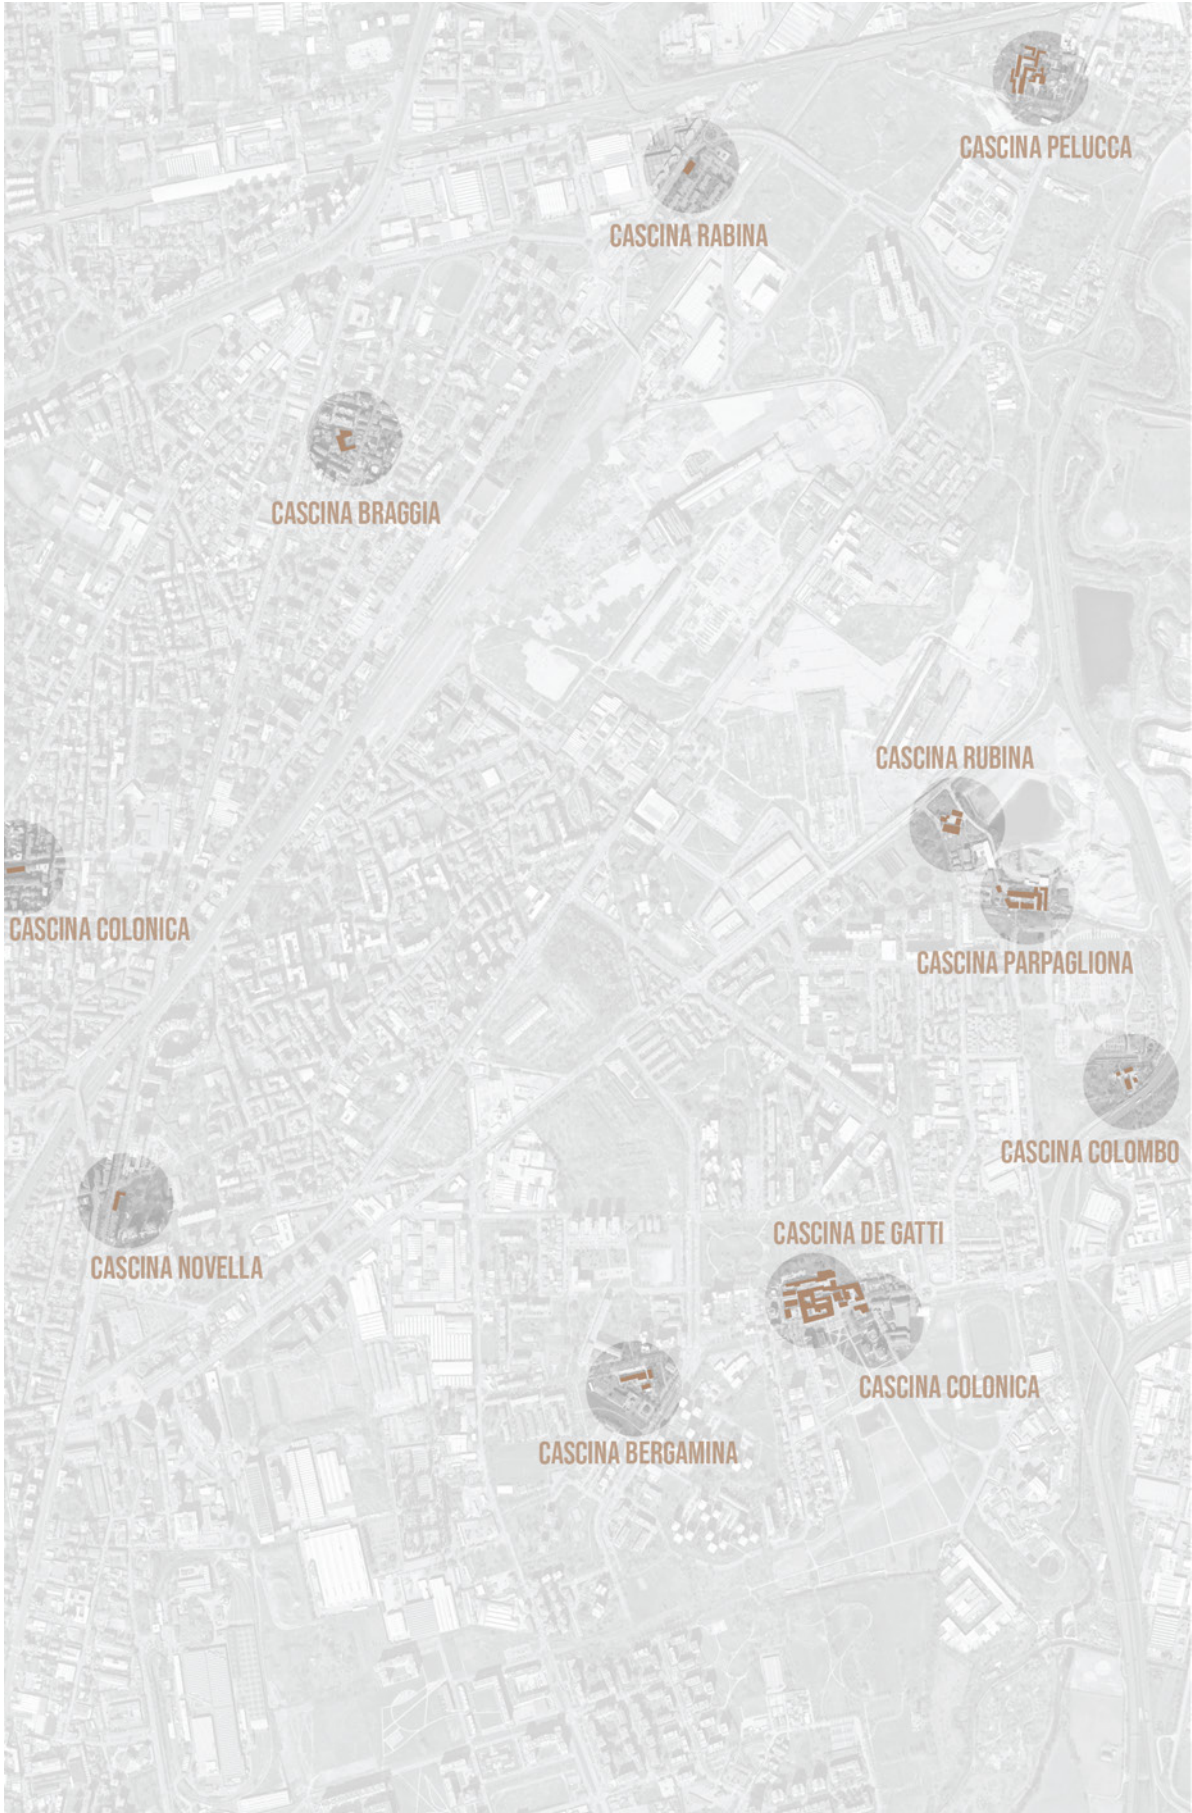 CASCINA PELUCCA
CASCINA RABINA
CASCINA BRAGGIA
CASCINA RUBINA
CASCINA COLONICA
CASCINA PARPAGLIONA
CASCINA COLOMBO
CASCINA DE GATTI
CASCINA NOVELLA
CASCINA COLONICA
CASCINA BERGAMINA